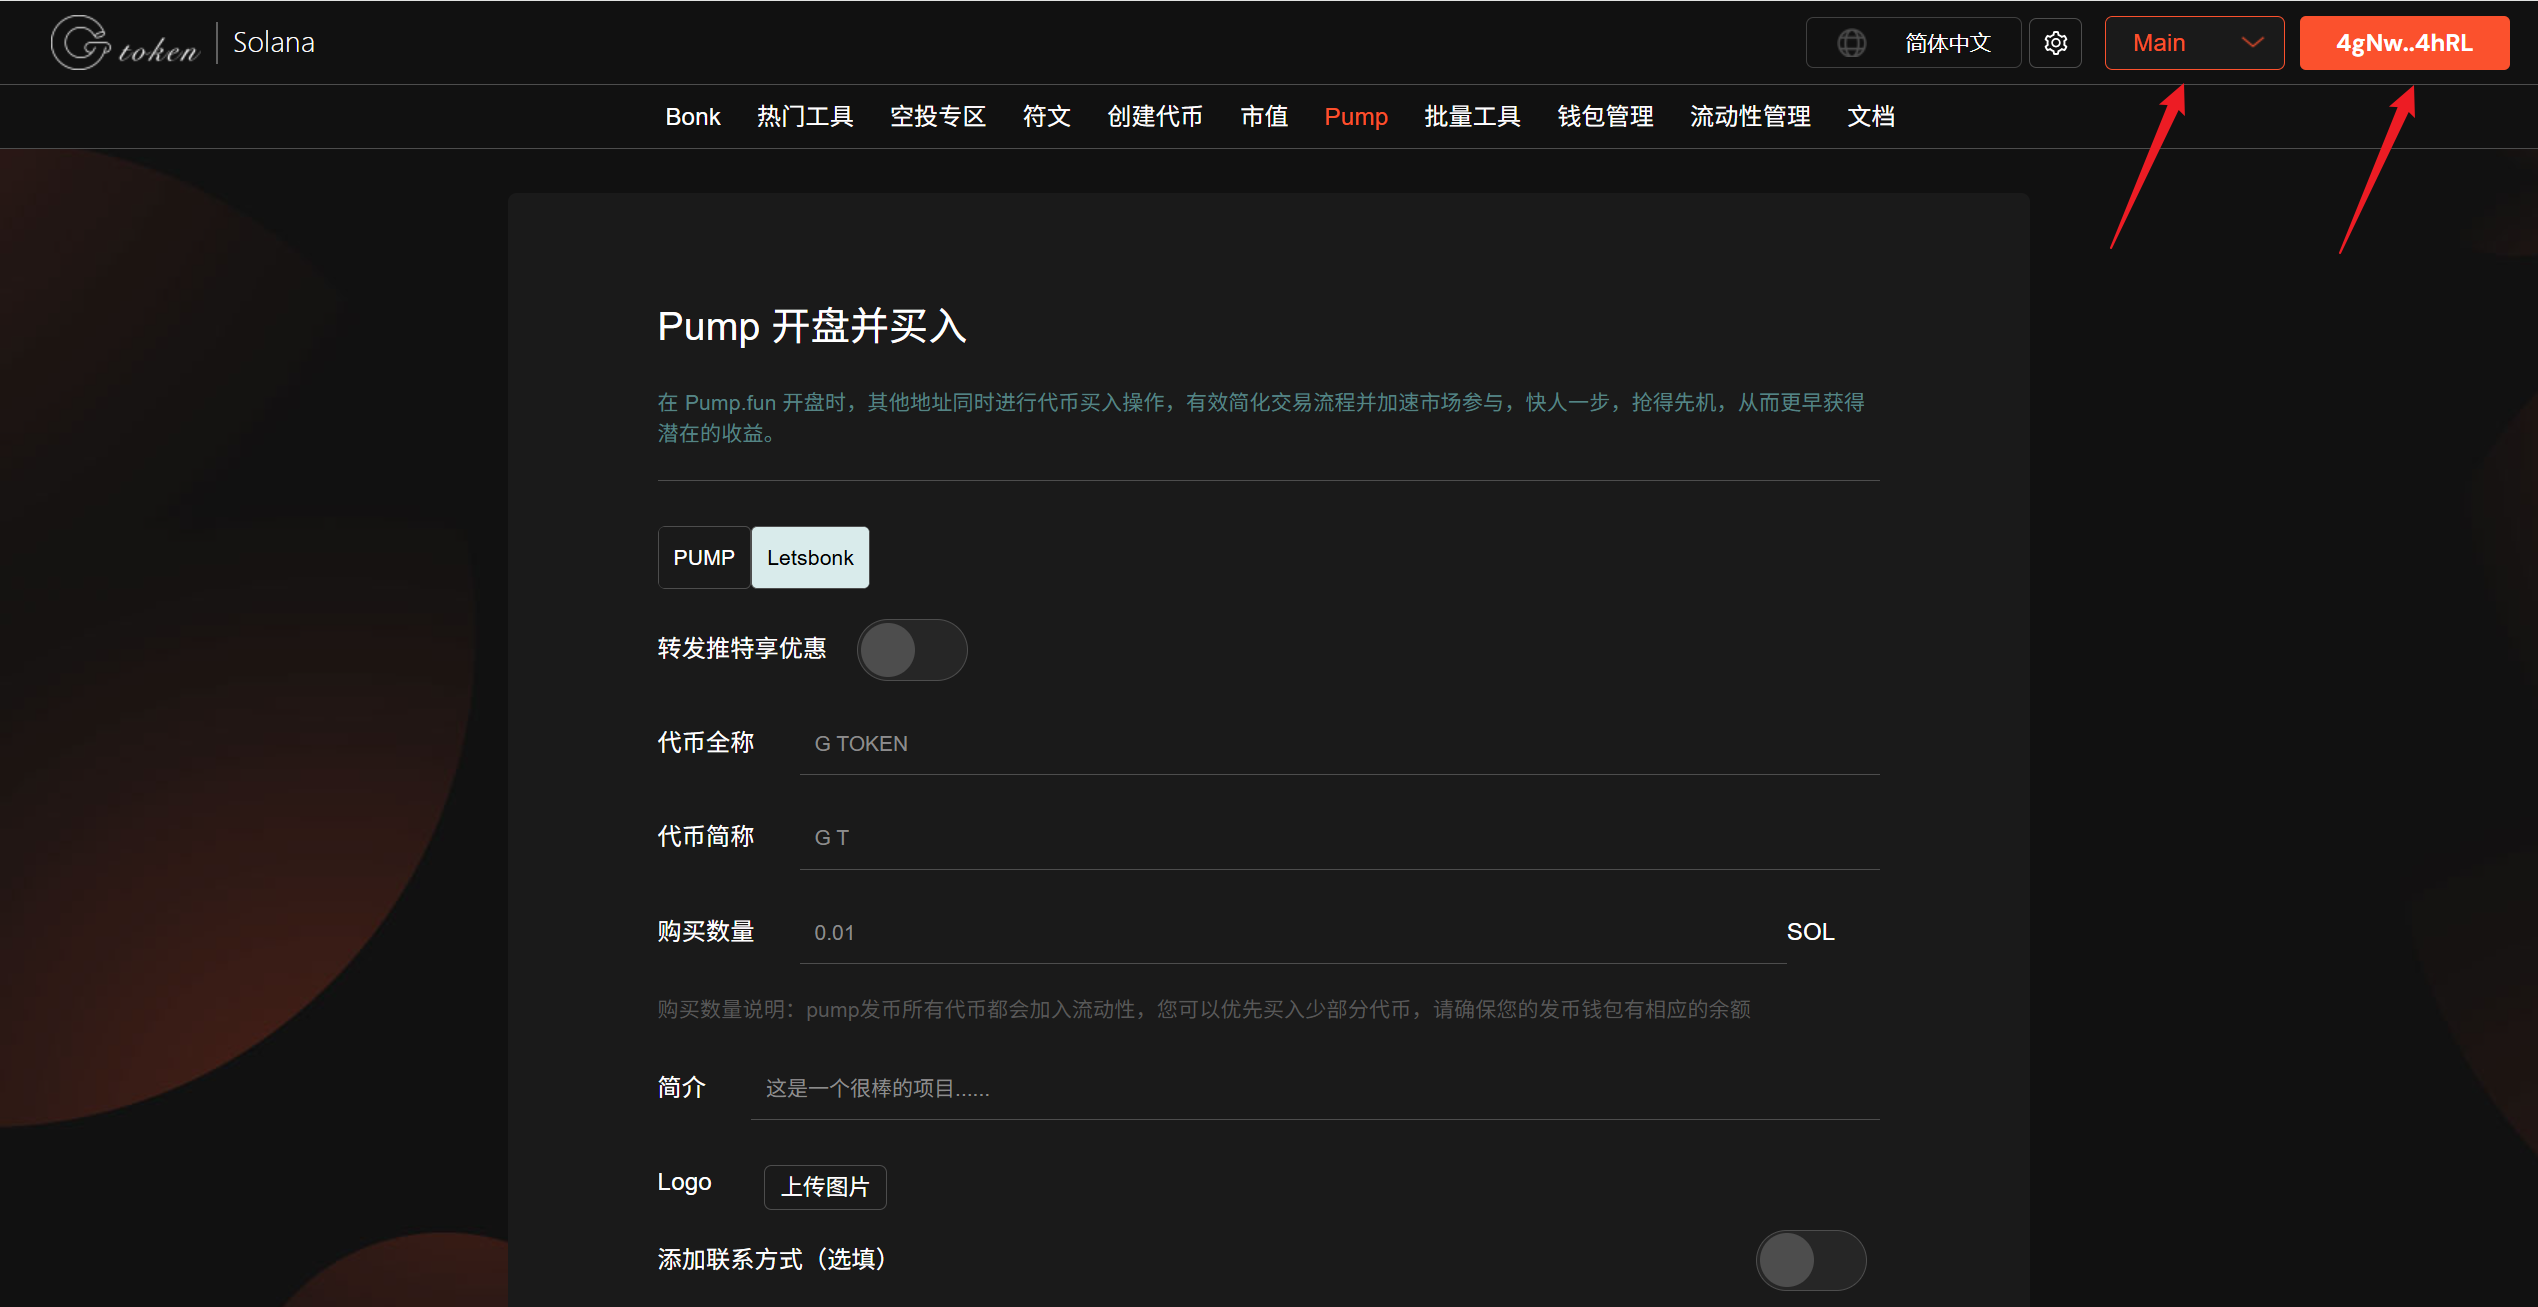 G token | Solana
简体中文
Main
4gNw..4hRL
Bonk 热门工具 空投专区 符文 创建代币 市值 Pump 批量工具 钱包管理 流动性管理 文档
Pump 开盘并买入
在 Pump.fun 开盘时，其他地址同时进行代币买入操作，有效简化交易流程并加速市场参与，快人一步，抢得先机，从而更早获得
潜在的收益。
PUMP Letsbonk
转发推特享优惠
代币全称 G TOKEN
代币简称 G T
购买数量 0.01 SOL
购买数量说明：pump发币所有代币都会加入流动性，您可以优先买入少部分代币，请确保您的发币钱包有相应的余额
简介 这是一个很棒的项目......
Logo 上传图片
添加联系方式（选填）